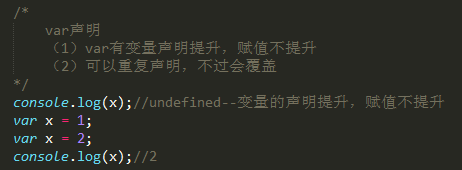 /*
var声明
（1）var有变量声明提升，赋值不提升
（2）可以重复声明，不过会覆盖
*/
console.log(x);//undefined--变量的声明提升，赋值不提升
var x = 1;
var x = 2;
console.log(x);//2